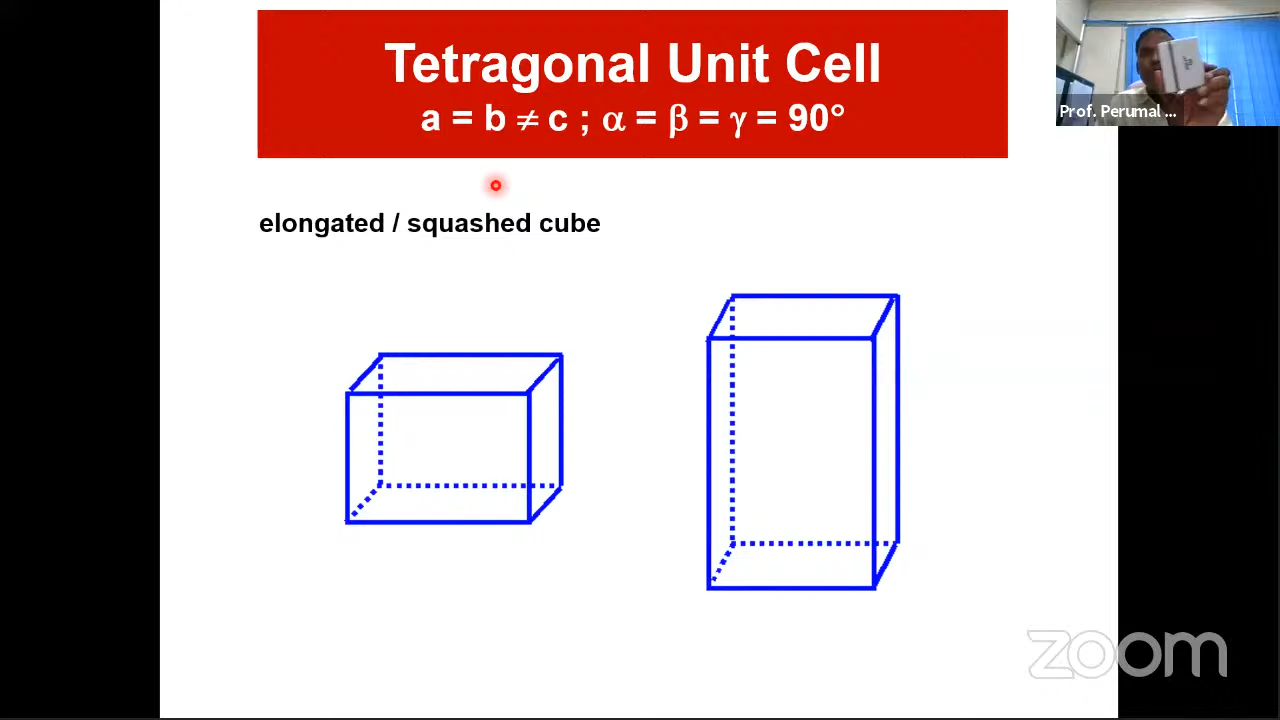 Tetragonal Unit Cell
a = b ≠ c ; α = β = γ = 90°
Prof. Perumal ...
elongated / squashed cube
zoom